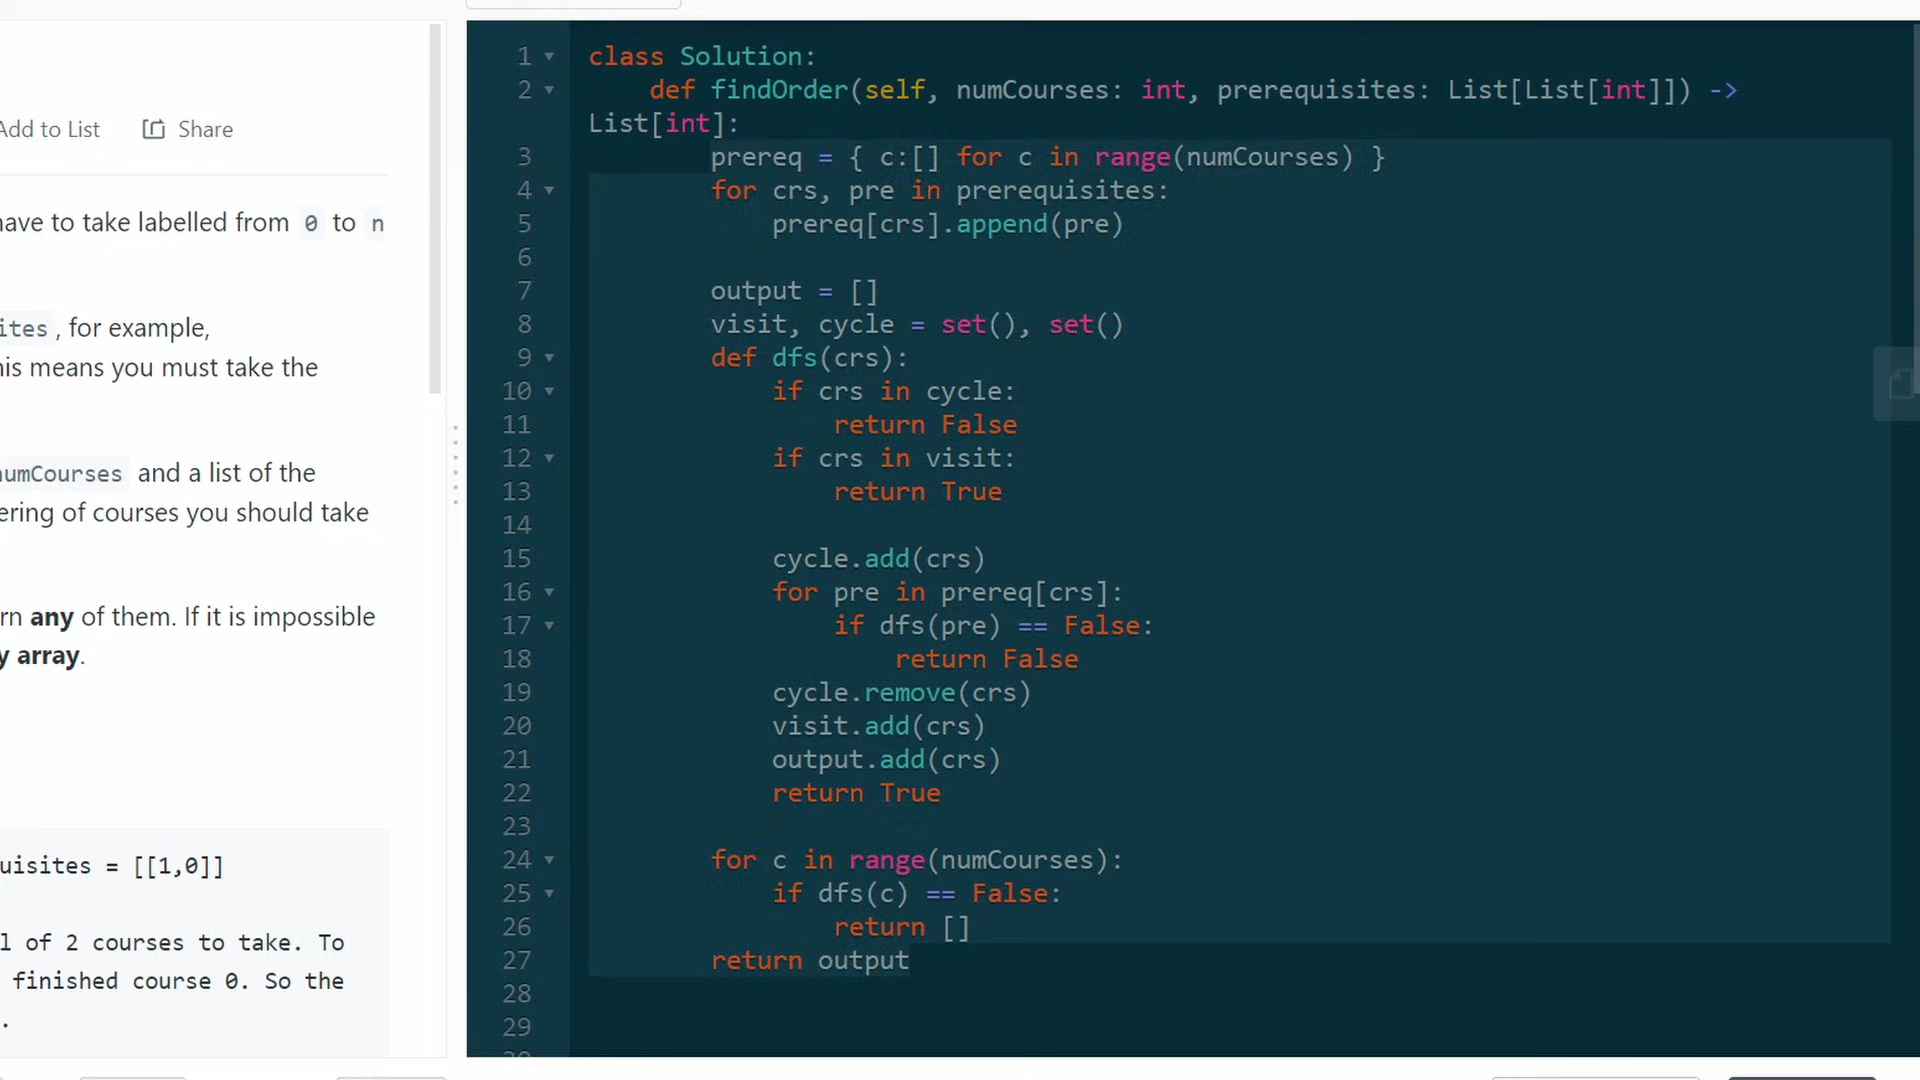 Add to List Share
have to take labelled from 0 to n
ites , for example,
his means you must take the
numCourses and a list of the
ering of courses you should take
rn any of them. If it is impossible
y array.
uisites = [[1,0]]
l of 2 courses to take. To
finished course 0. So the
.
1 class Solution:
2 def findOrder(self, numCourses: int, prerequisites: List[List[int]]) ->
List[int]:
3 prereq = { c:[] for c in range(numCourses) }
4 for crs, pre in prerequisites:
5 prereq[crs].append(pre)
6
7 output = []
8 visit, cycle = set(), set()
9 def dfs(crs):
10 if crs in cycle:
11 return False
12 if crs in visit:
13 return True
14
15 cycle.add(crs)
16 for pre in prereq[crs]:
17 if dfs(pre) == False:
18 return False
19 cycle.remove(crs)
20 visit.add(crs)
21 output.add(crs)
22 return True
23
24 for c in range(numCourses):
25 if dfs(c) == False:
26 return []
27 return output
28
29